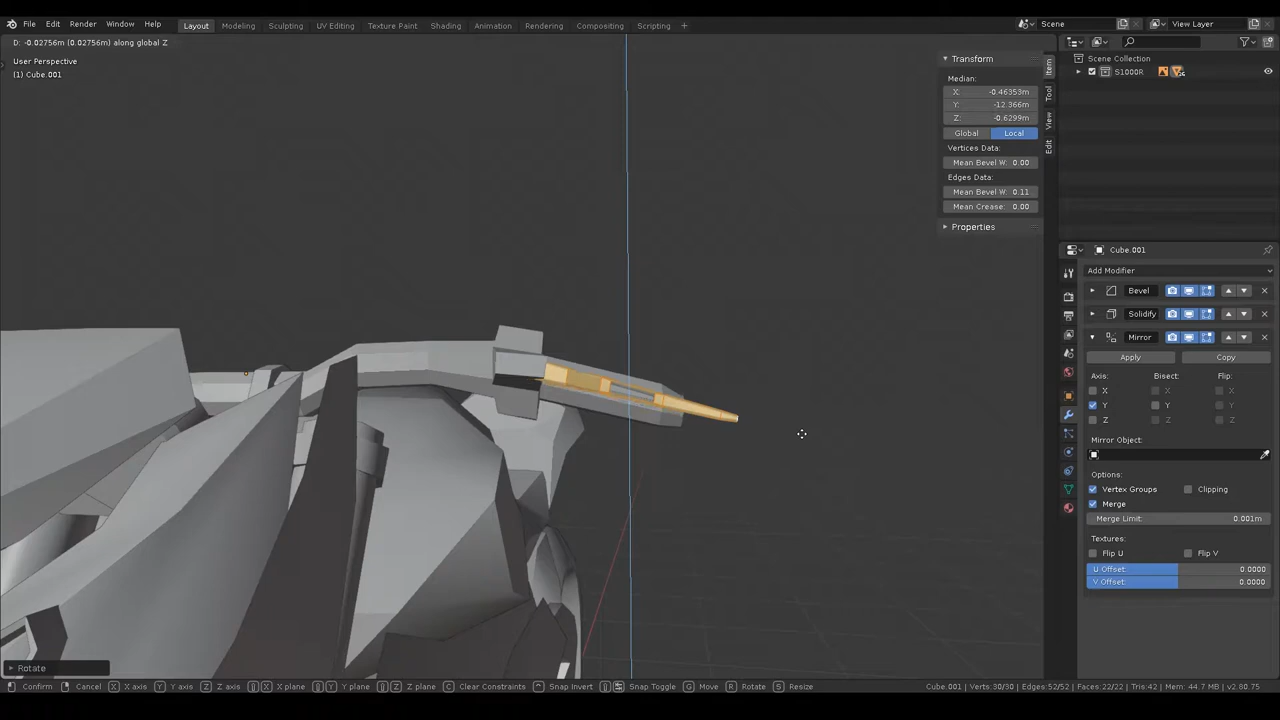 File Edit Render Window Help Layout Modeling Sculpting UV Editing Texture Paint Shading Animation Rendering Compositing Scripting + Scene View Layer
D: -0.02756m (0.02756m) along global Z
User Perspective
(1) Cube.001
Transform
Median:
X: -0.46353m
Y: -12.366m
Z: -0.6299m
Global Local
Vertices Data:
Mean Bevel W: 0.00
Edges Data:
Mean Bevel W: 0.11
Mean Crease: 0.00
Properties
Item
Tool
View
Edit
Scene Collection
S1000R
Cube.001
Add Modifier
Bevel
Solidify
Mirror
Apply Copy
Axis: Bisect: Flip:
X X X
Y Y Y
Z Z Z
Mirror Object:
Options:
Vertex Groups Clipping
Merge
Merge Limit: 0.001m
Textures:
Flip U Flip V
U Offset: 0.0000
V Offset: 0.0000
Rotate
Confirm Cancel X X axis Y Y axis Z Z axis X X plane Y Y plane Z Z plane C Clear Constraints Snap Invert Snap Toggle G Move R Rotate S Resize Cube.001 | Verts:30/30 | Edges:52/52 | Faces:22/22 | Tris:42 | Mem: 44.7 MB | v2.80.75